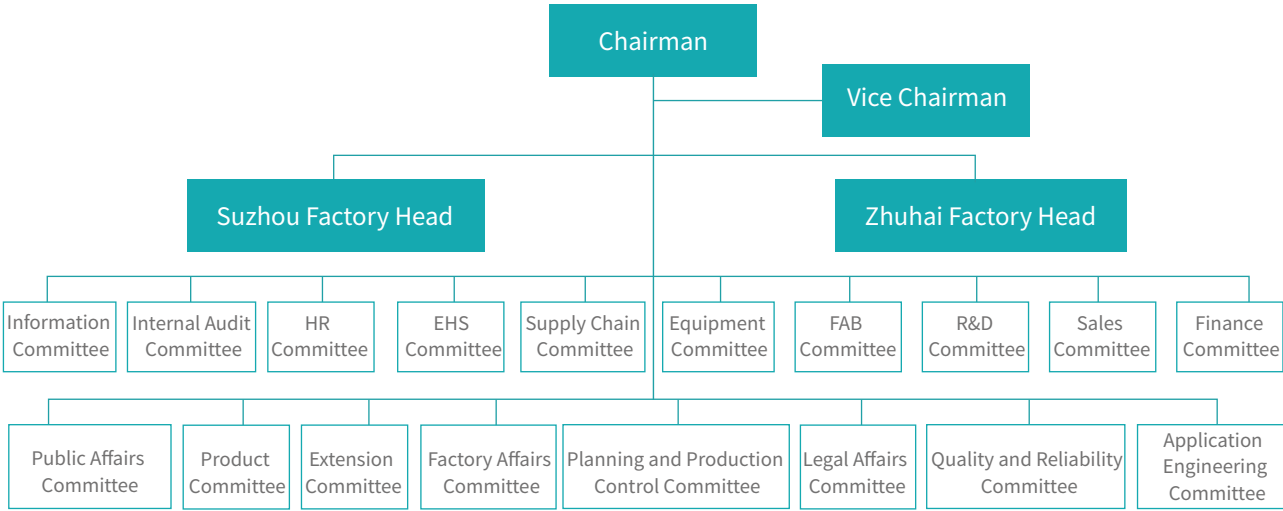 Chairman
Vice Chairman
Suzhou Factory Head
Zhuhai Factory Head
Information
Committee
Internal Audit
Committee
HR
Committee
EHS
Committee
Supply Chain
Committee
Equipment
Committee
FAB
Committee
R&D
Committee
Sales
Committee
Finance
Committee
Public Affairs
Committee
Product
Committee
Extension
Committee
Factory Affairs
Committee
Planning and Production
Control Committee
Legal Affairs
Committee
Quality and Reliability
Committee
Application
Engineering
Committee